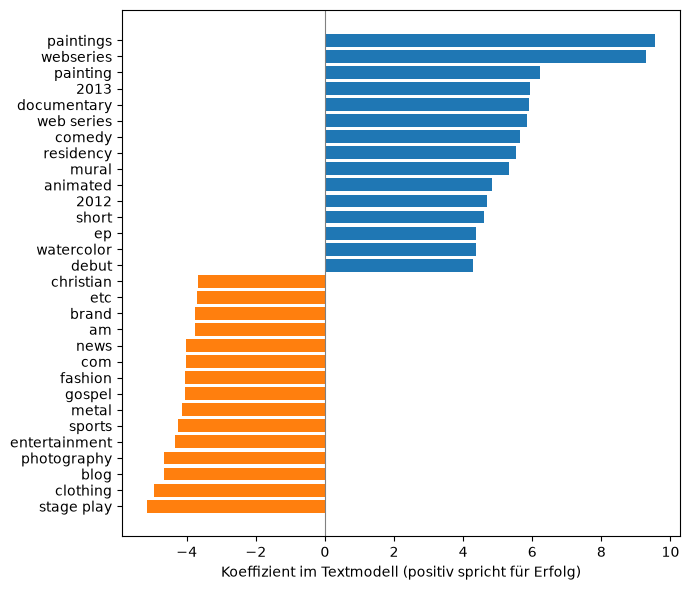 paintings
webseries
painting
2013
documentary
web series
comedy
residency
mural
animated
2012
short
ep
watercolor
debut
christian
etc
brand
am
news
com
fashion
gospel
metal
sports
entertainment
photography
blog
clothing
stage play
−4 −2 0 2 4 6 8 10
Koeffizient im Textmodell (positiv spricht für Erfolg)